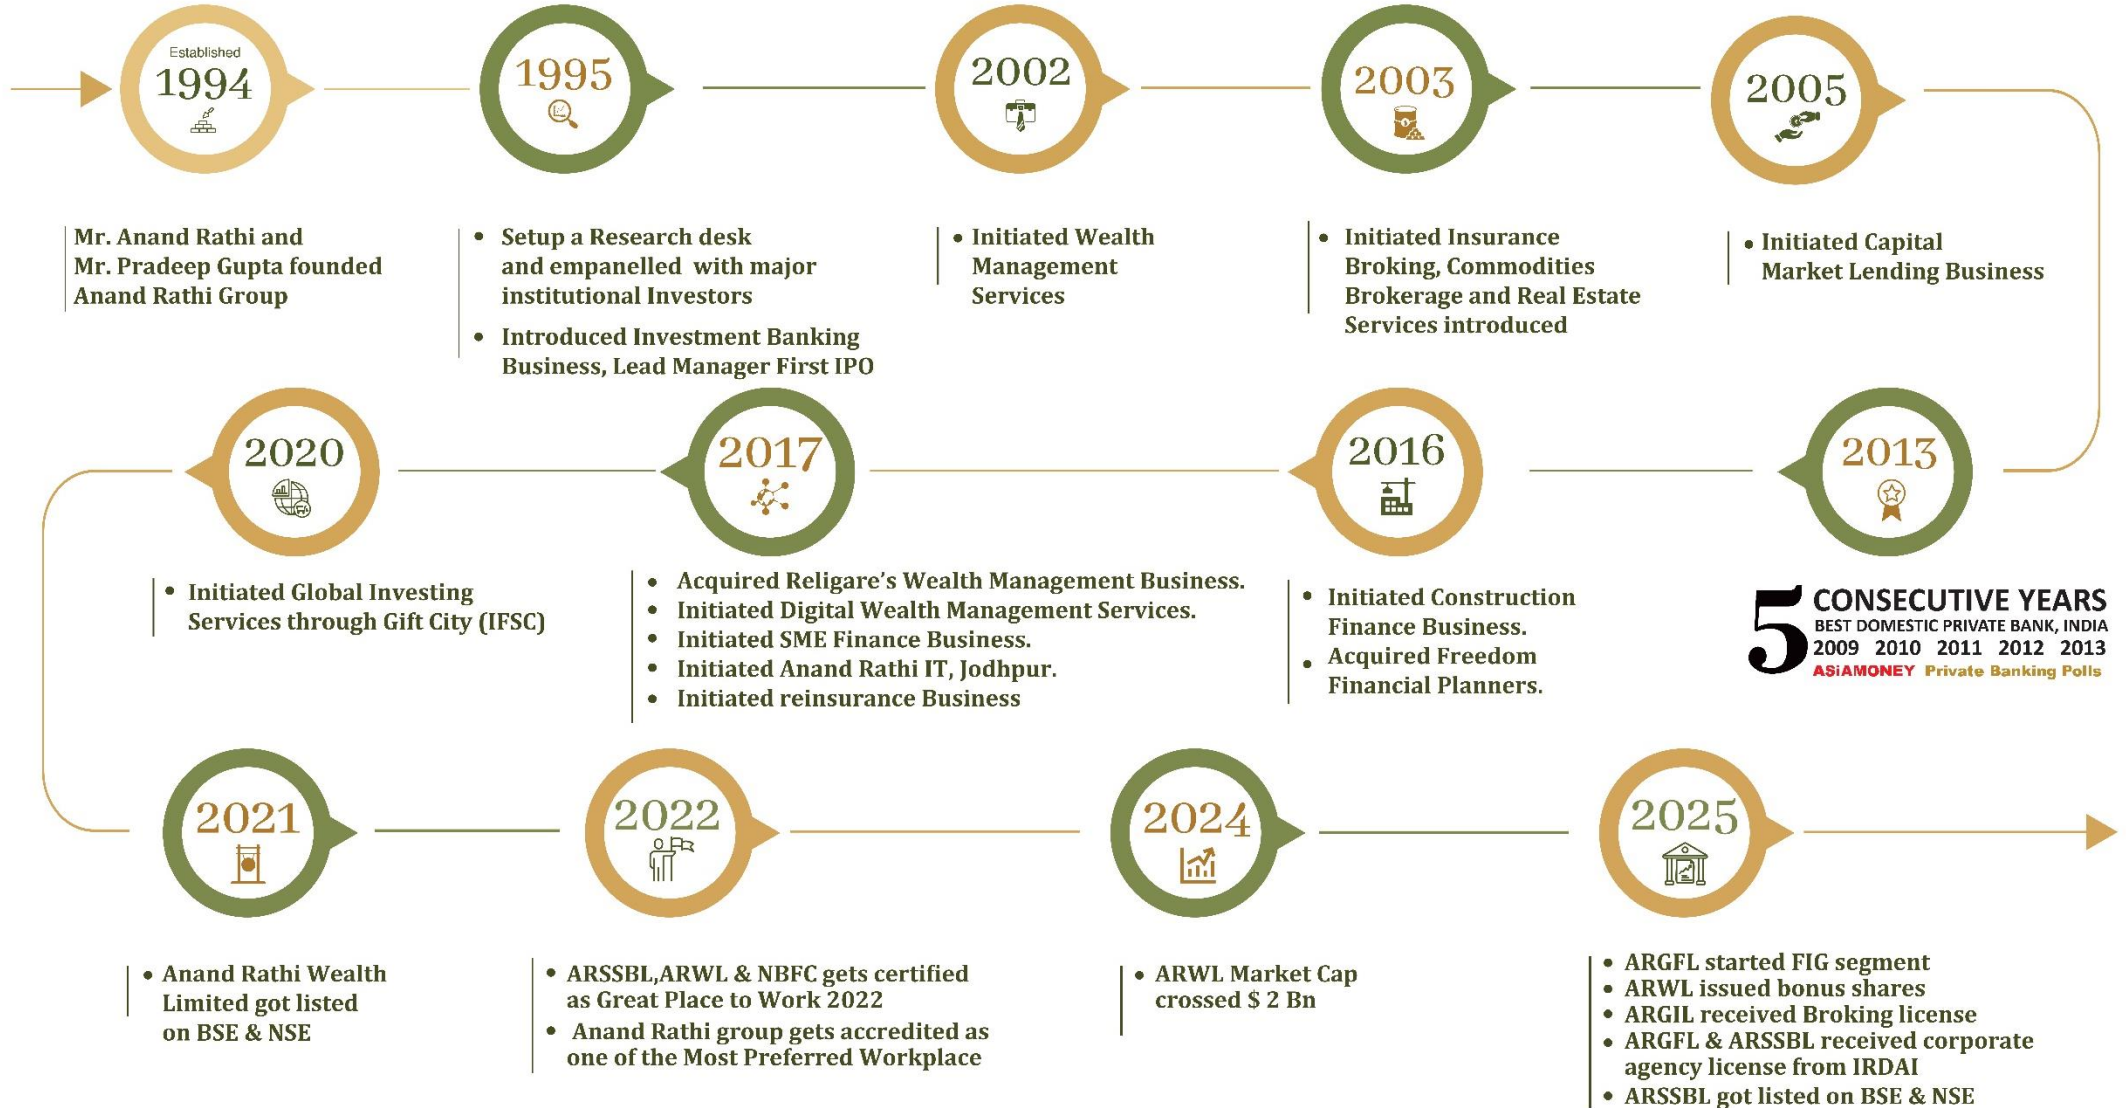 Established
1994
Mr. Anand Rathi and
Mr. Pradeep Gupta founded
Anand Rathi Group
1995
• Setup a Research desk
and empanelled with major
institutional Investors
• Introduced Investment Banking
Business, Lead Manager First IPO
2002
• Initiated Wealth
Management
Services
2003
• Initiated Insurance
Broking, Commodities
Brokerage and Real Estate
Services introduced
2005
• Initiated Capital
Market Lending Business
2013
5
CONSECUTIVE YEARS
BEST DOMESTIC PRIVATE BANK, INDIA
2009 2010 2011 2012 2013
ASiAMONEY Private Banking Polls
2016
• Initiated Construction
Finance Business.
• Acquired Freedom
Financial Planners.
2017
• Acquired Religare’s Wealth Management Business.
• Initiated Digital Wealth Management Services.
• Initiated SME Finance Business.
• Initiated Anand Rathi IT, Jodhpur.
• Initiated reinsurance Business
2020
• Initiated Global Investing
Services through Gift City (IFSC)
2021
• Anand Rathi Wealth
Limited got listed
on BSE & NSE
2022
• ARSSBL,ARWL & NBFC gets certified
as Great Place to Work 2022
• Anand Rathi group gets accredited as
one of the Most Preferred Workplace
2024
• ARWL Market Cap
crossed $ 2 Bn
2025
• ARGFL started FIG segment
• ARWL issued bonus shares
• ARGIL received Broking license
• ARGFL & ARSSBL received corporate
agency license from IRDAI
• ARSSBL got listed on BSE & NSE